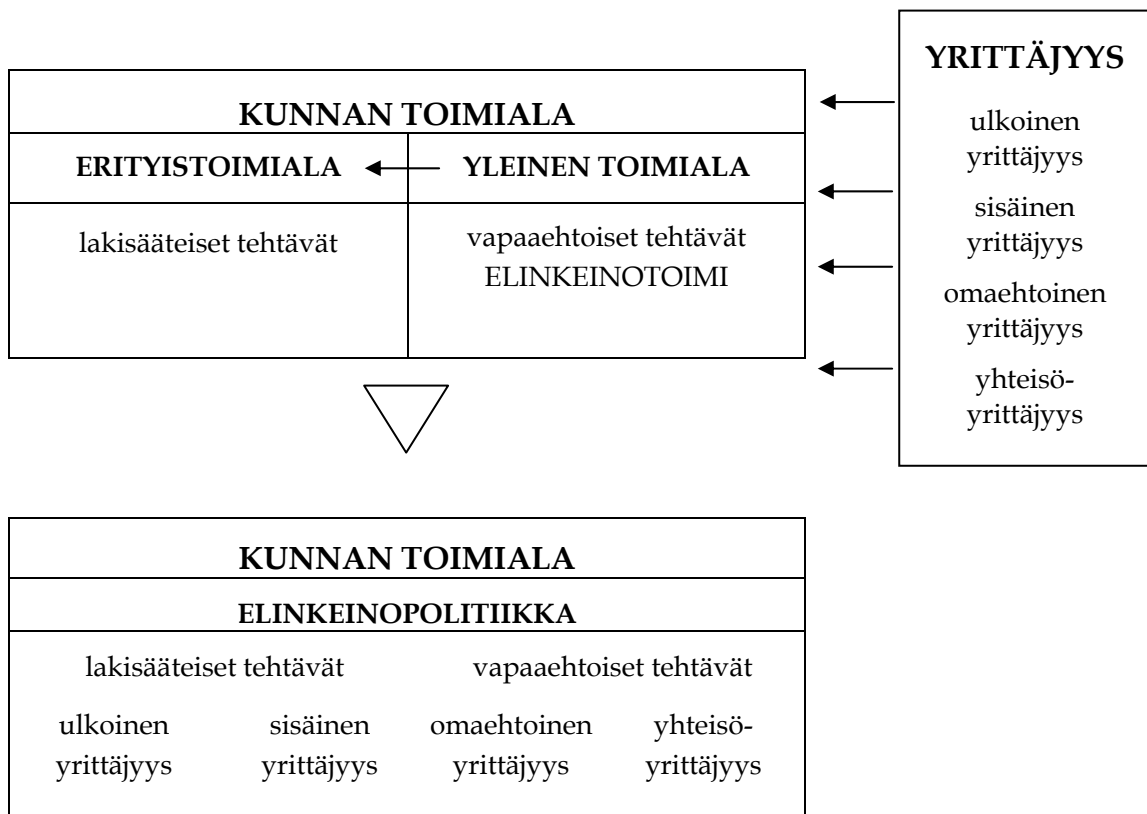 KUNNAN TOIMIALA
ERITYISTOIMIALA
YLEINEN TOIMIALA
lakisääteiset tehtävät
vapaaehtoiset tehtävät
ELINKEINOTOIMI
YRITTÄJYYS
ulkoinen
yrittäjyys
sisäinen
yrittäjyys
omaehtoinen
yrittäjyys
yhteisö-
yrittäjyys
KUNNAN TOIMIALA
ELINKEINOPOLITIIKKA
lakisääteiset tehtävät
vapaaehtoiset tehtävät
ulkoinen
yrittäjyys
sisäinen
yrittäjyys
omaehtoinen
yrittäjyys
yhteisö-
yrittäjyys